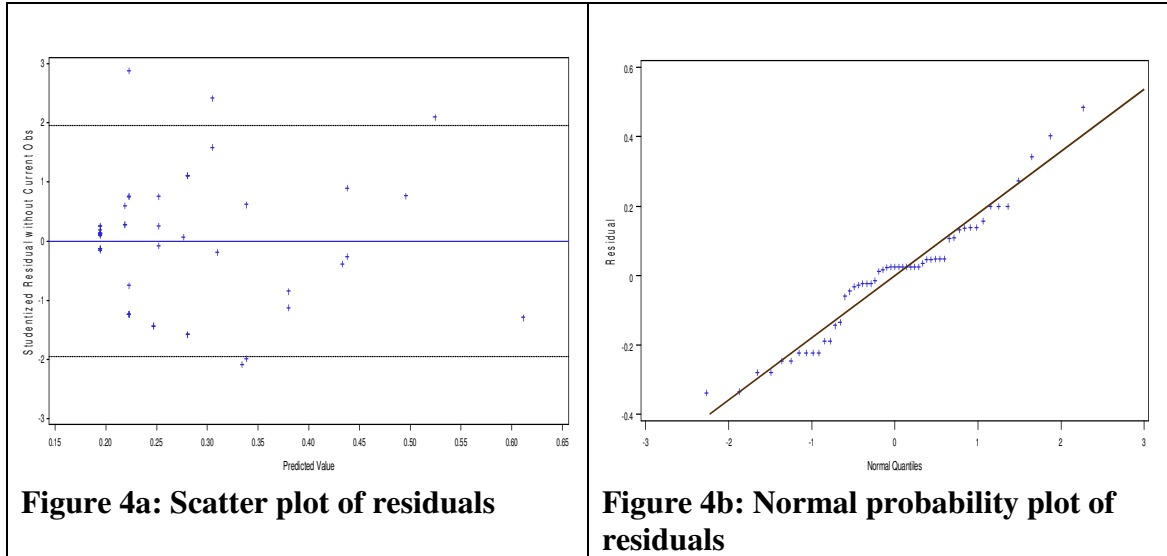 3
2
1
0
-1
-2
-3
Studentized Residual without Current Obs
0.15 0.20 0.25 0.30 0.35 0.40 0.45 0.50 0.55 0.60 0.65
Predicted Value
Figure 4a: Scatter plot of residuals
0.6
0.4
0.2
0
-0.2
-0.4
Residual
-3 -2 -1 0 1 2 3
Normal Quantiles
Figure 4b: Normal probability plot of
residuals